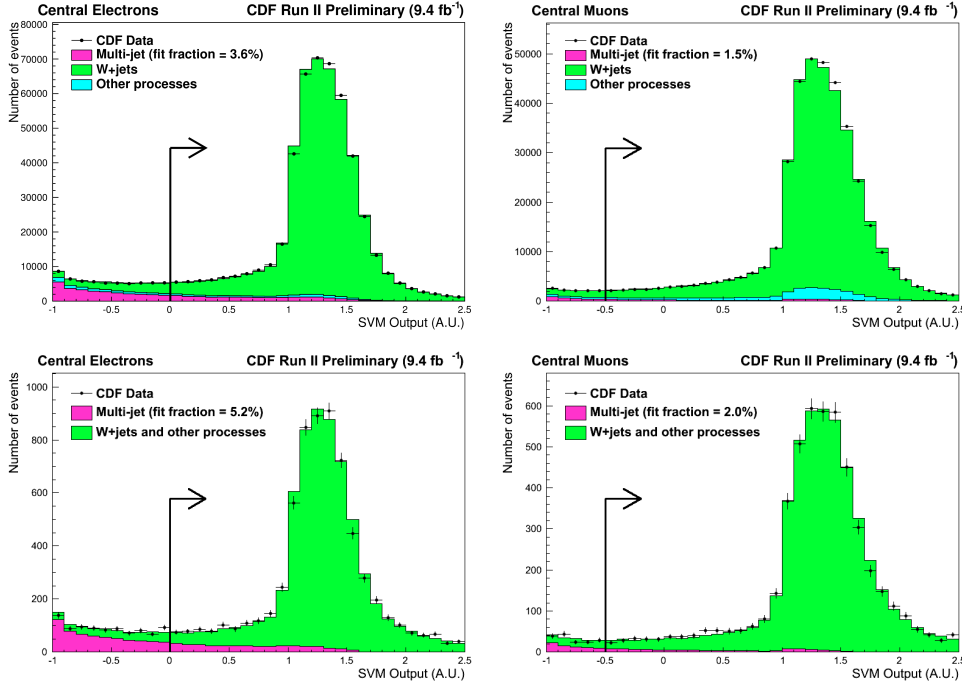 Central Electrons CDF Run II Preliminary (9.4 fb -1)
Number of events
80000
70000
60000
50000
40000
30000
20000
10000
0
CDF Data
Multi-jet (fit fraction = 3.6%)
W+jets
Other processes
-1 -0.5 0 0.5 1 1.5 2 2.5
SVM Output (A.U.)
Central Muons CDF Run II Preliminary (9.4 fb -1)
Number of events
50000
40000
30000
20000
10000
0
CDF Data
Multi-jet (fit fraction = 1.5%)
W+jets
Other processes
-1 -0.5 0 0.5 1 1.5 2 2.5
SVM Output (A.U.)
Central Electrons CDF Run II Preliminary (9.4 fb -1)
Number of events
1000
800
600
400
200
0
CDF Data
Multi-jet (fit fraction = 5.2%)
W+jets and other processes
-1 -0.5 0 0.5 1 1.5 2 2.5
SVM Output (A.U.)
Central Muons CDF Run II Preliminary (9.4 fb -1)
Number of events
600
500
400
300
200
100
0
CDF Data
Multi-jet (fit fraction = 2.0%)
W+jets and other processes
-1 -0.5 0 0.5 1 1.5 2 2.5
SVM Output (A.U.)